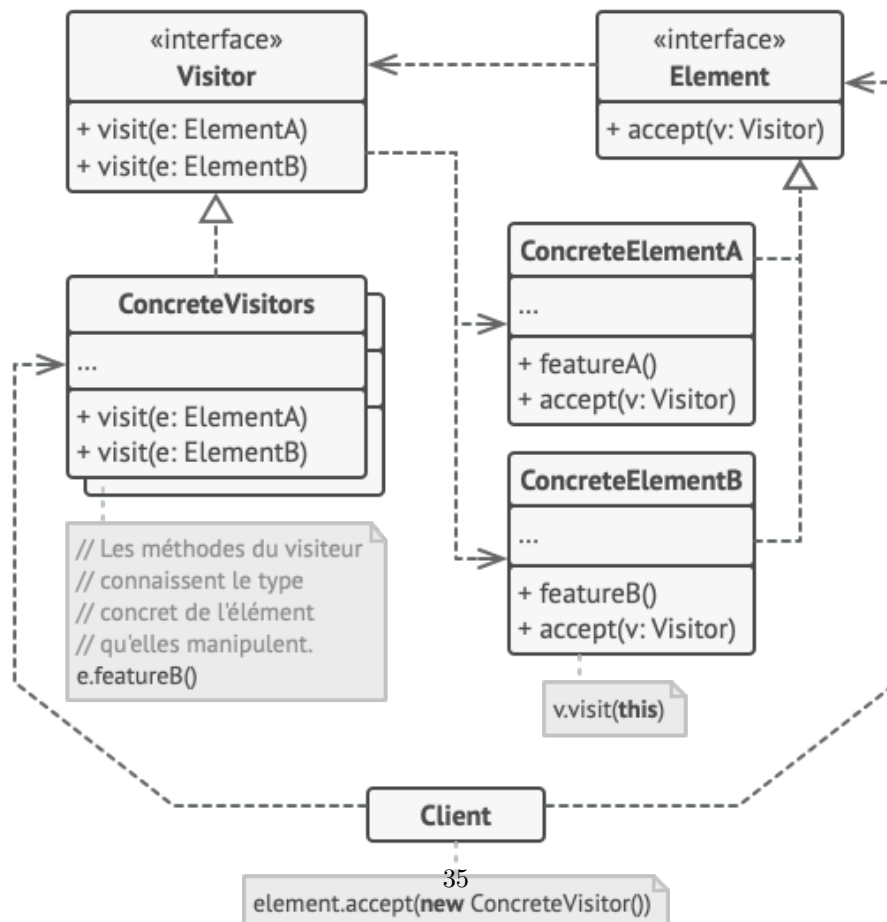 «interface»
Visitor
+ visit(e: ElementA)
+ visit(e: ElementB)
«interface»
Element
+ accept(v: Visitor)
ConcreteVisitors
...
+ visit(e: ElementA)
+ visit(e: ElementB)
// Les méthodes du visiteur
// connaissent le type
// concret de l'élément
// qu'elles manipulent.
e.featureB()
ConcreteElementA
...
+ featureA()
+ accept(v: Visitor)
ConcreteElementB
...
+ featureB()
+ accept(v: Visitor)
v.visit(this)
Client
35
element.accept(new ConcreteVisitor())